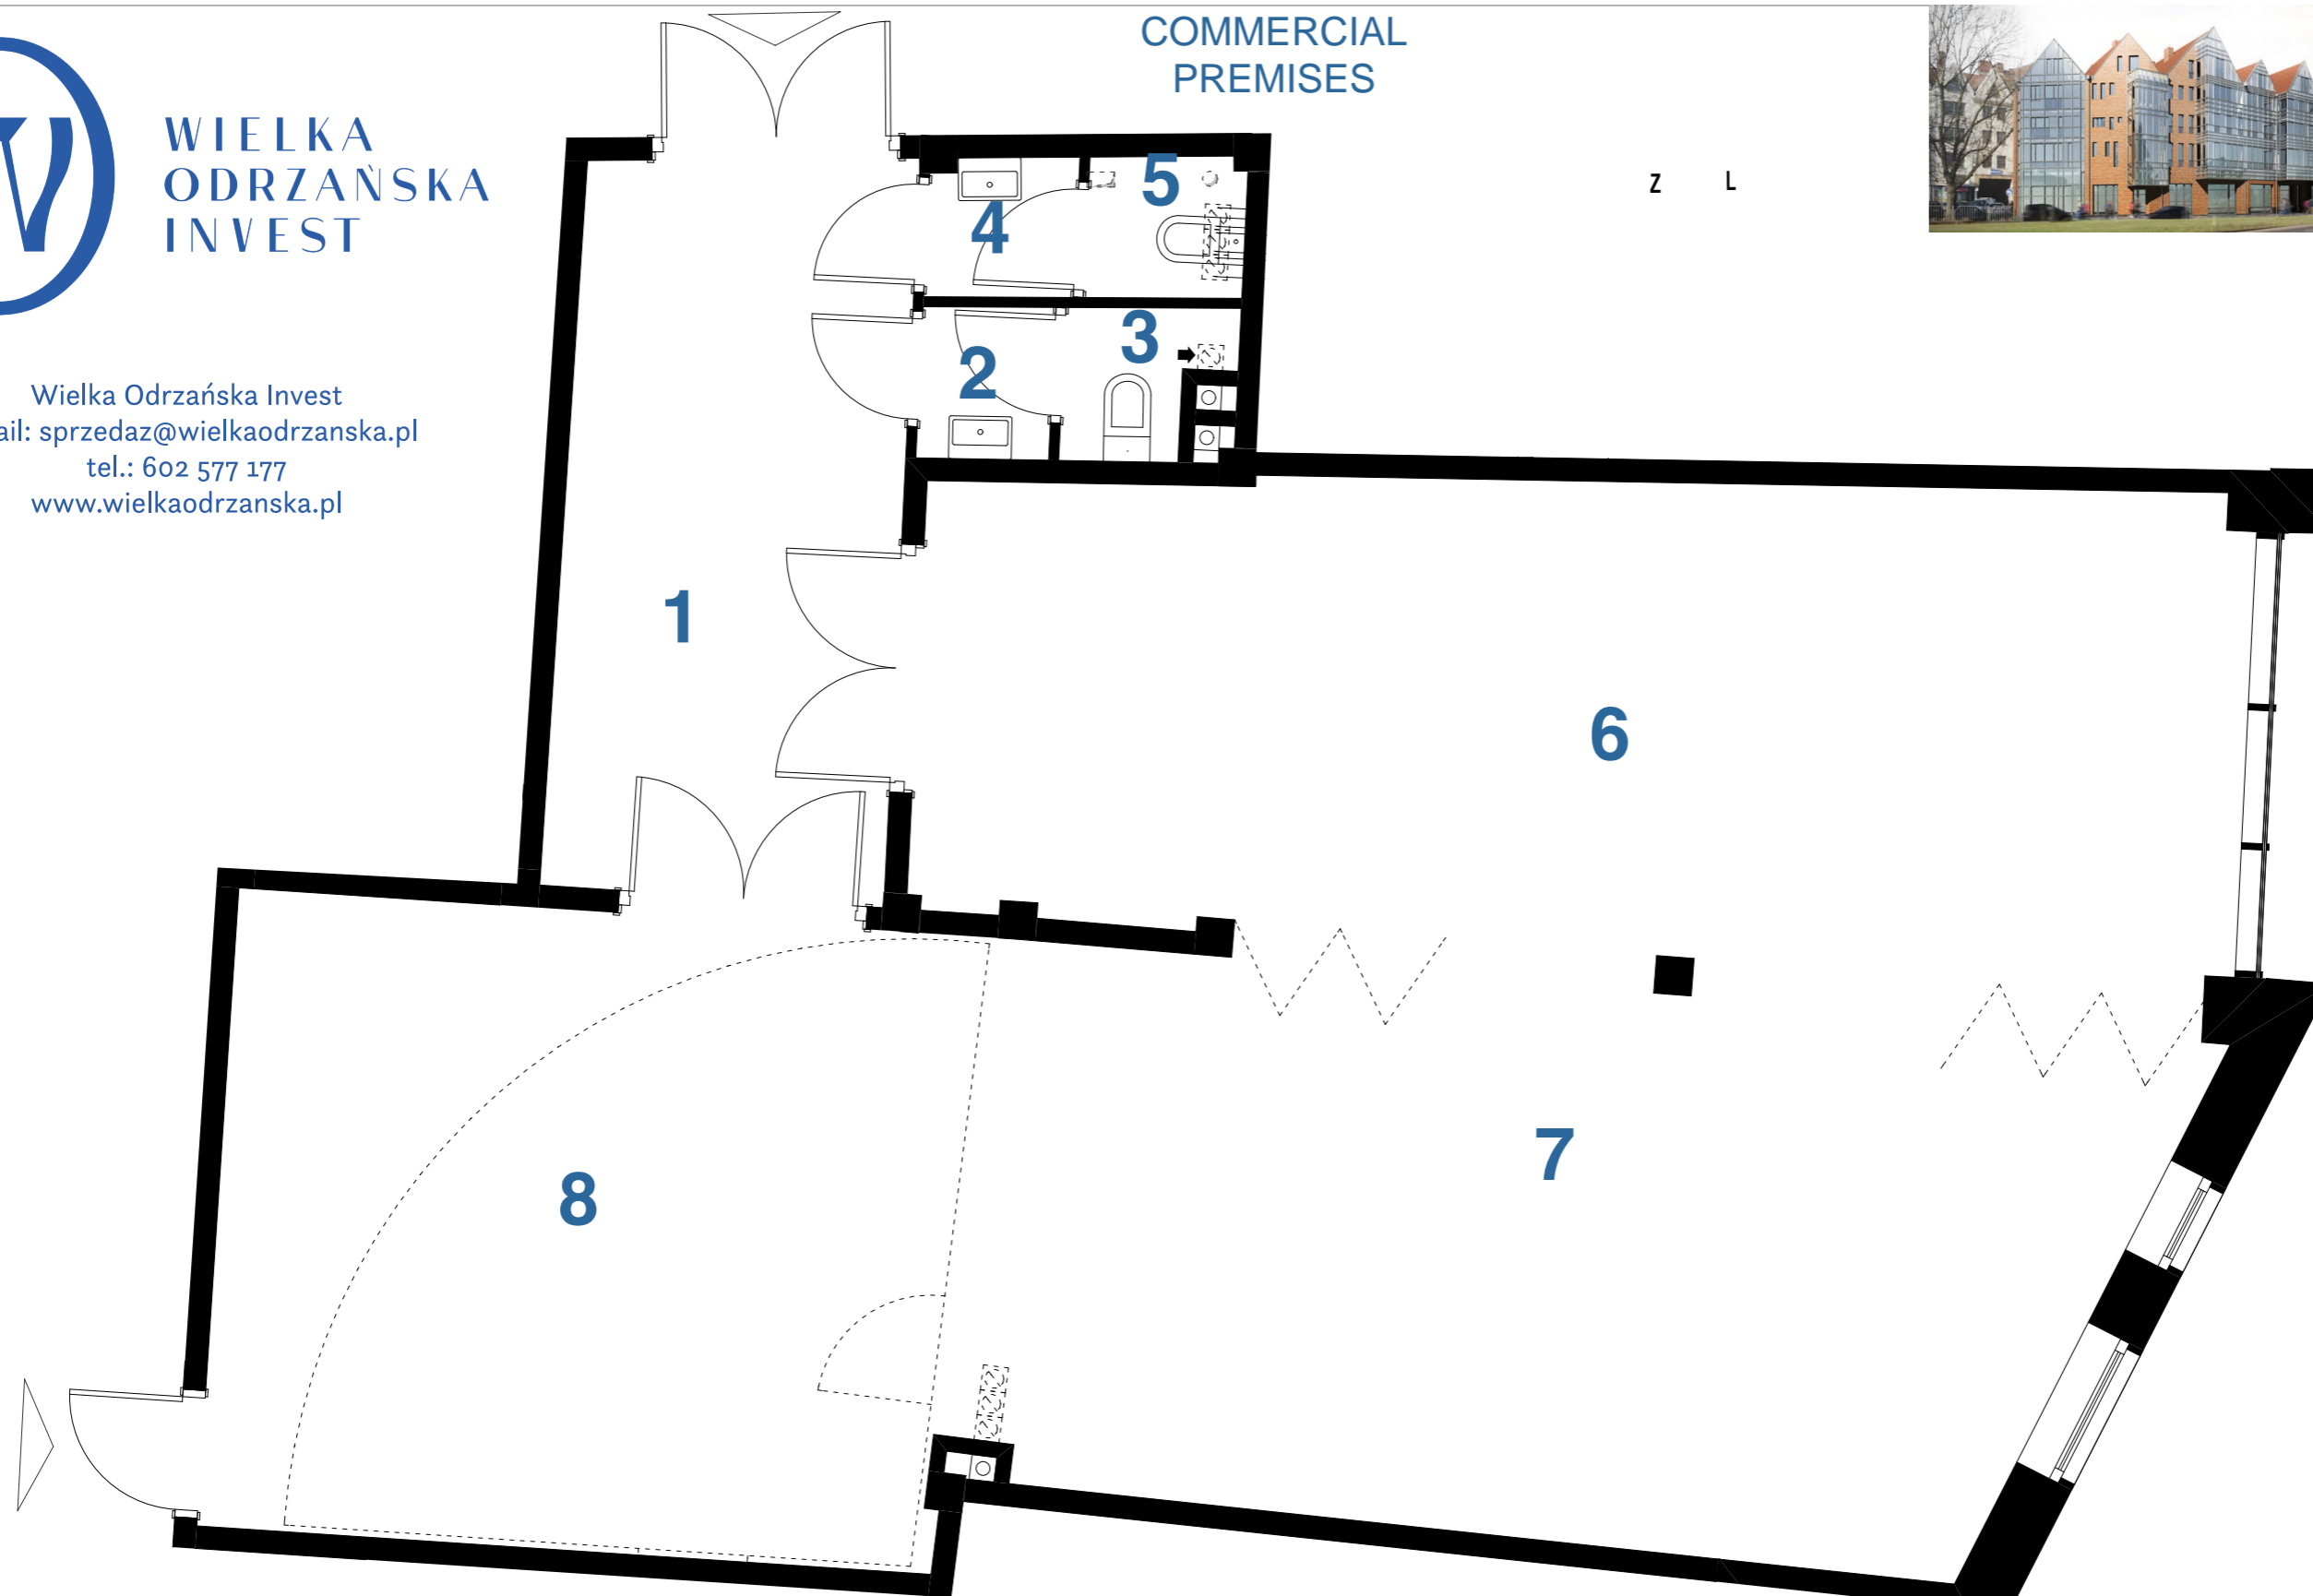 COMMERCIAL
PREMISES
WIELKA
ODRZAŃSKA
INVEST
Z L
Wielka Odrzańska Invest
ail: sprzedaz@wielkaodrzanska.pl
tel.: 602 577 177
www.wielkaodrzanska.pl
5
4
3
2
1
6
7
8